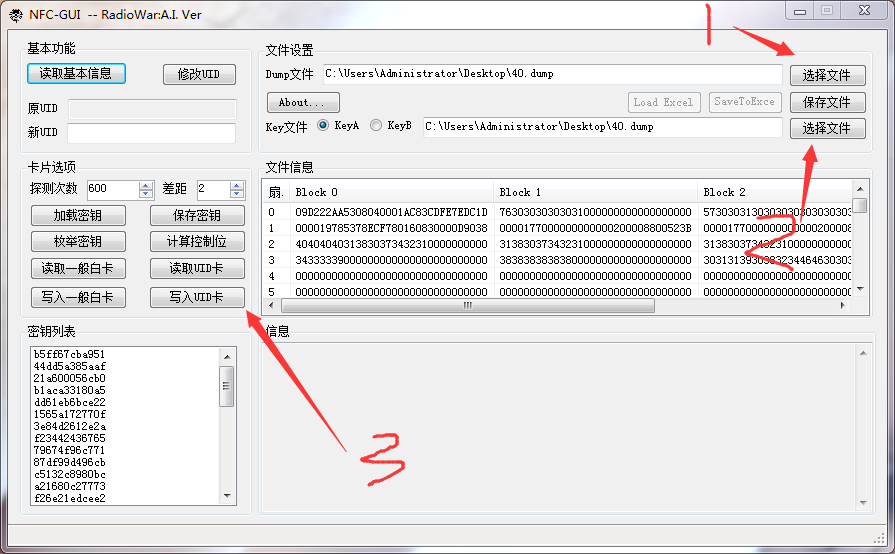 NFC-GUI -- RadioWar:A.I. Ver
1
基本功能
读取基本信息 修改UID
原UID
新UID
文件设置
Dump文件 C:\Users\Administrator\Desktop\40.dump 选择文件
About... Load Excel SaveToExce 保存文件
Key文件 KeyA KeyB C:\Users\Administrator\Desktop\40.dump 选择文件
卡片选项
探测次数 600 差距 2
加载密钥 保存密钥
枚举密钥 计算控制位
读取一般白卡 读取UID卡
写入一般白卡 写入UID卡
文件信息
扇. Block 0 Block 1 Block 2
0 09D222AA5308040001AC83CDFE7EDC1D 76303030303031000000000000000000
1 000019785378ECF780160830000D9038
2 40404040313830373432310000000000 31383037343231000000000000000000
3 34333339000000000000000000000000 38383838383800000000000000000000
4 00000000000000000000000000000000 00000000000000000000000000000000
5 00000000000000000000000000000000 00000000000000000000000000000000
2
密钥列表
b5ff67cba951
44dd5a385aaf
21a600056cb0
b1aca33180a5
dd61eb6bce22
1565a172770f
3e84d2612e2a
f23442436765
79674f96c771
87df99d496cb
c5132c8980bc
a21680c27773
f26e21edcee2
信息
3